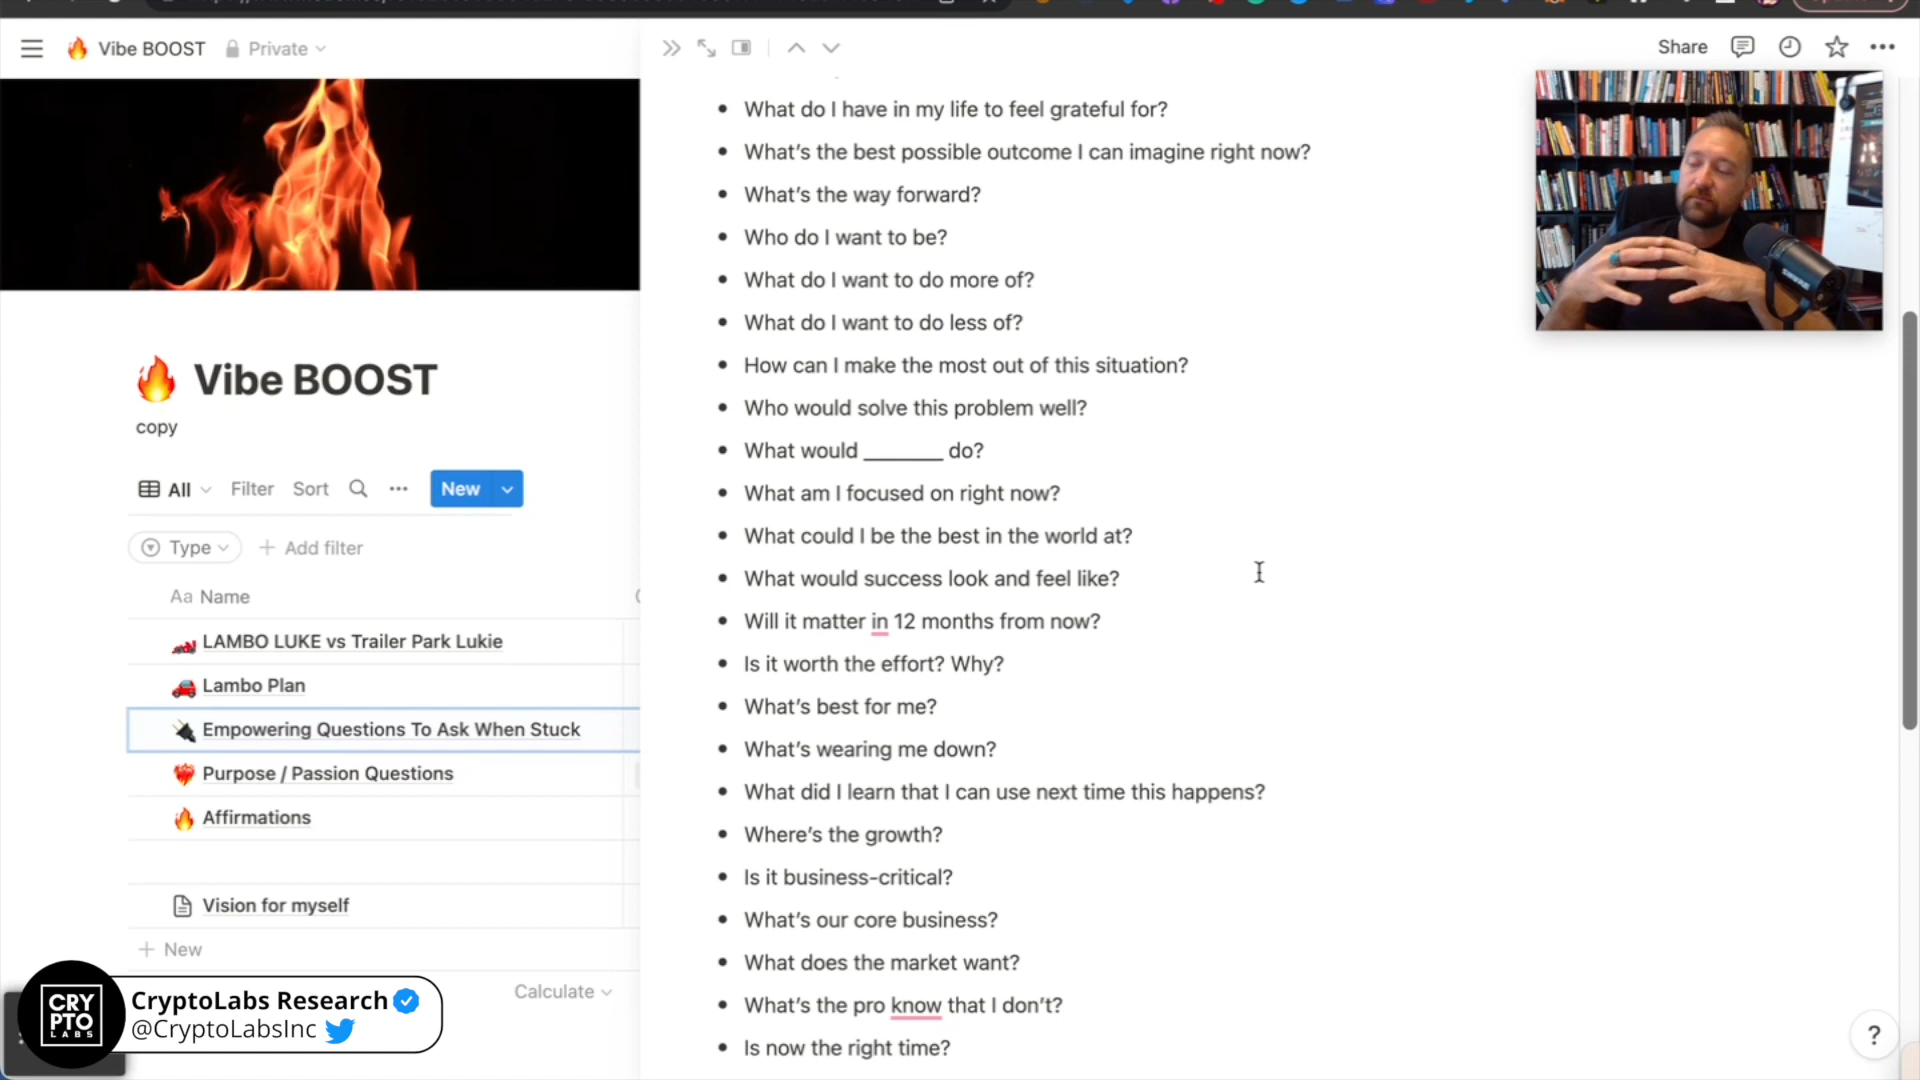 Vibe BOOST
Private
Share
Vibe BOOST
copy
All
Filter
Sort
New
Type
Add filter
Aa Name
LAMBO LUKE vs Trailer Park Lukie
Lambo Plan
Empowering Questions To Ask When Stuck
Purpose / Passion Questions
Affirmations
Vision for myself
New
Calculate
CRY
PTO
LABS
CryptoLabs Research
@CryptoLabsInc
What do I have in my life to feel grateful for?
What's the best possible outcome I can imagine right now?
What's the way forward?
Who do I want to be?
What do I want to do more of?
What do I want to do less of?
How can I make the most out of this situation?
Who would solve this problem well?
What would _______ do?
What am I focused on right now?
What could I be the best in the world at?
What would success look and feel like?
Will it matter in 12 months from now?
Is it worth the effort? Why?
What's best for me?
What's wearing me down?
What did I learn that I can use next time this happens?
Where's the growth?
Is it business-critical?
What's our core business?
What does the market want?
What's the pro know that I don't?
Is now the right time?
?